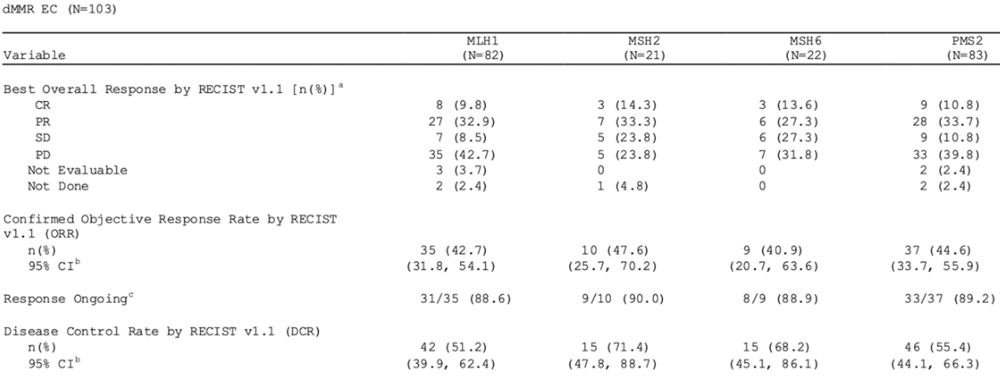 dMMR EC (N=103)
MLH1 MSH2 MSH6 PMS2
Variable (N=82) (N=21) (N=22) (N=83)
Best Overall Response by RECIST v1.1 [n(%)]a
CR 8 (9.8) 3 (14.3) 3 (13.6) 9 (10.8)
PR 27 (32.9) 7 (33.3) 6 (27.3) 28 (33.7)
SD 7 (8.5) 5 (23.8) 6 (27.3) 9 (10.8)
PD 35 (42.7) 5 (23.8) 7 (31.8) 33 (39.8)
Not Evaluable 3 (3.7) 0 0 2 (2.4)
Not Done 2 (2.4) 1 (4.8) 0 2 (2.4)
Confirmed Objective Response Rate by RECIST
v1.1 (ORR)
n(%) 35 (42.7) 10 (47.6) 9 (40.9) 37 (44.6)
95% CIb (31.8, 54.1) (25.7, 70.2) (20.7, 63.6) (33.7, 55.9)
Response Ongoingc 31/35 (88.6) 9/10 (90.0) 8/9 (88.9) 33/37 (89.2)
Disease Control Rate by RECIST v1.1 (DCR)
n(%) 42 (51.2) 15 (71.4) 15 (68.2) 46 (55.4)
95% CIb (39.9, 62.4) (47.8, 88.7) (45.1, 86.1) (44.1, 66.3)